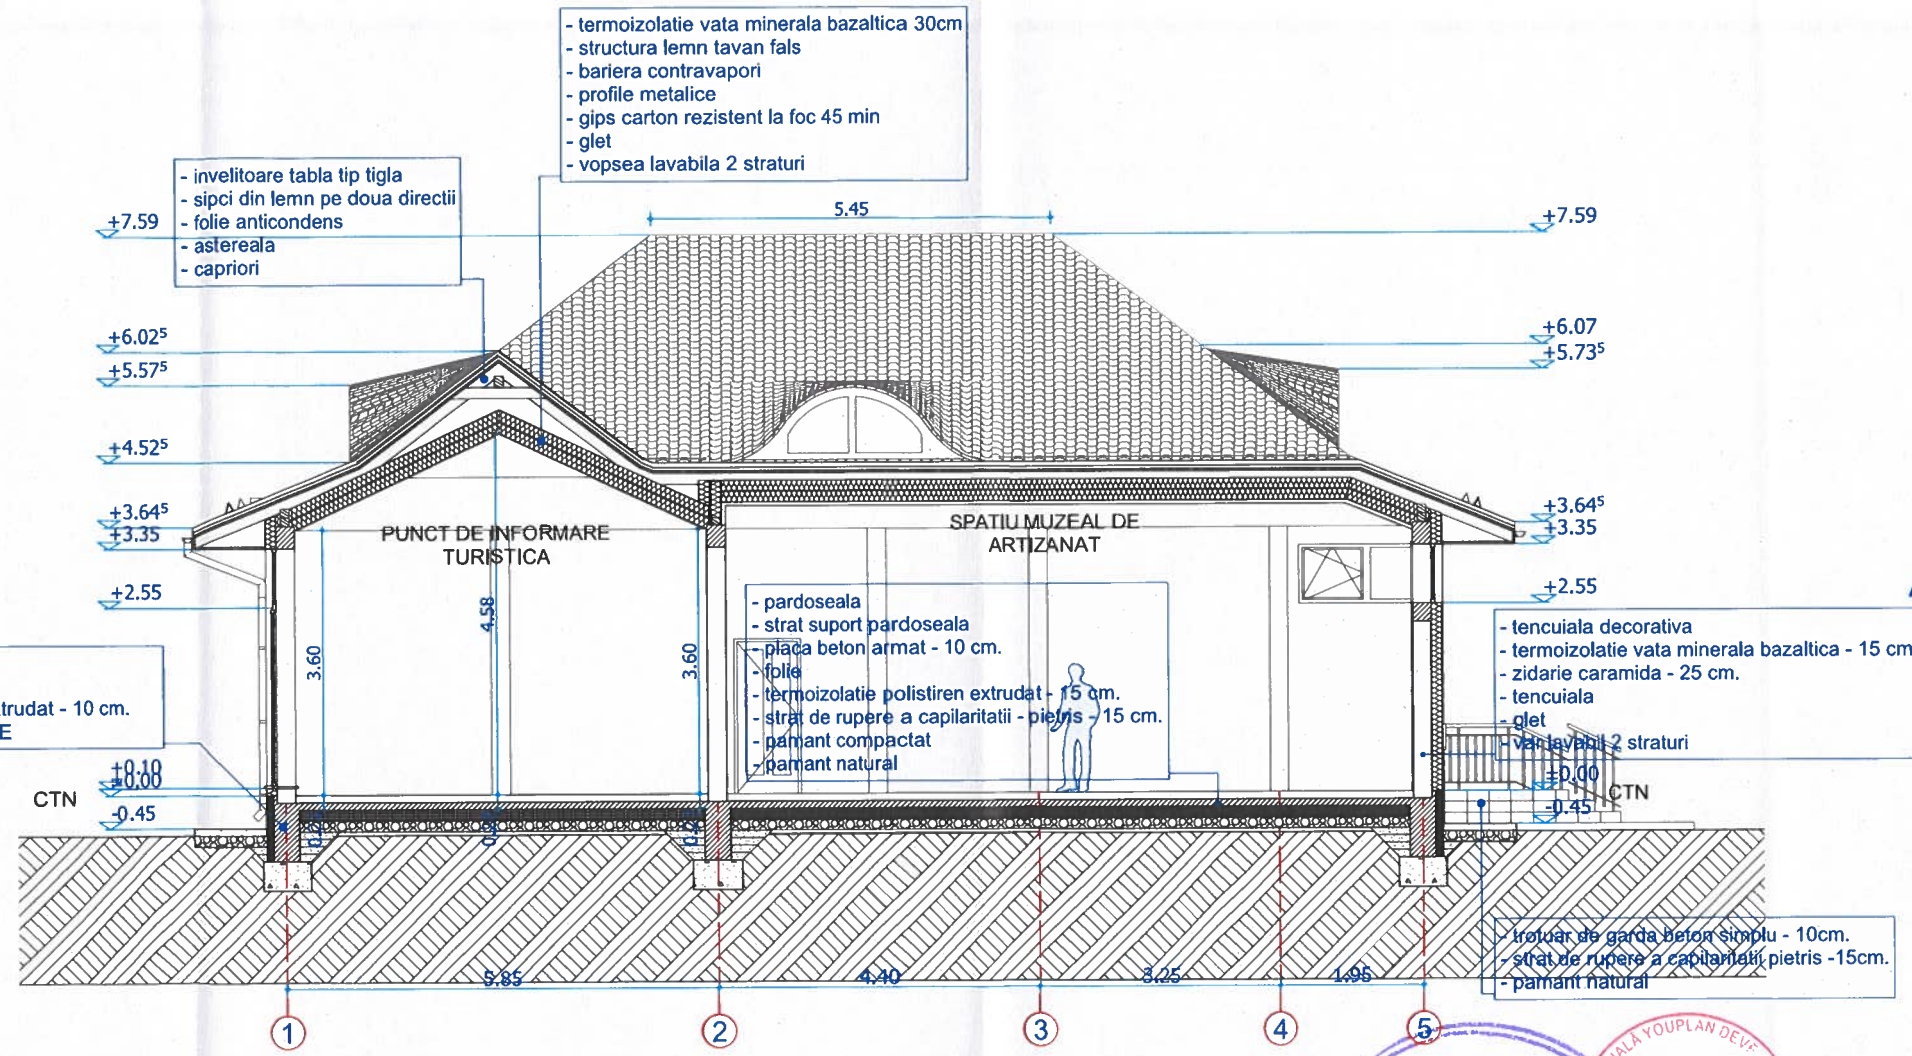 - termoizolatie vata minerala bazaltica 30cm
- structura lemn tavan fals
- bariera contravapori
- profile metalice
- gips carton rezistent la foc 45 min
- glet
- vopsea lavabila 2 straturi
- invelitoare tabla tip tigla
- sipci din lemn pe doua directii
- folie anticondens
- astereala
- capriori
5.45
+7.59
+6.02⁵
+5.57⁵
+4.52⁵
+3.64⁵
+3.35
+2.55
+0.10
±0.00
-0.45
CTN
+7.59
+6.07
+5.73⁵
+3.64⁵
+3.35
+2.55
±0.00
-0.45
CTN
PUNCT DE INFORMARE
TURISTICA
SPATIU MUZEAL DE
ARTIZANAT
3.60
4.58
3.60
- pardoseala
- strat suport pardoseala
- placa beton armat - 10 cm.
- folie
- termoizolatie polistiren extrudat - 15 cm.
- strat de rupere a capilaritatii - pietris - 15 cm.
- pamant compactat
- pamant natural
- tencuiala decorativa
- termoizolatie vata minerala bazaltica - 15 cm
- zidarie caramida - 25 cm.
- tencuiala
- glet
- var lavabil 2 straturi
trudat - 10 cm.
E
- trotuar de garda beton simplu - 10cm.
- strat de rupere a capilaritatii pietris -15cm.
- pamant natural
5.85
4.40
3.25
1.95
1
2
3
4
5
YOUPLAN DEVE